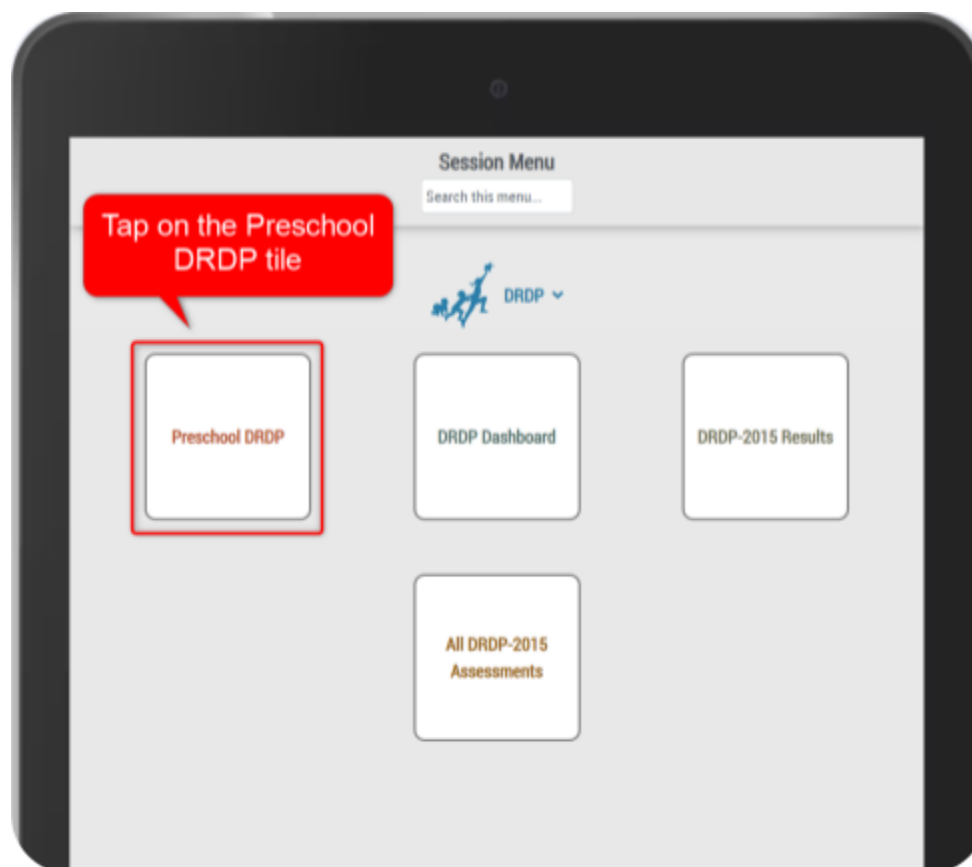 Session Menu
Search this menu...
Tap on the Preschool
DRDP tile
DRDP
Preschool DRDP
DRDP Dashboard
DRDP-2015 Results
All DRDP-2015
Assessments